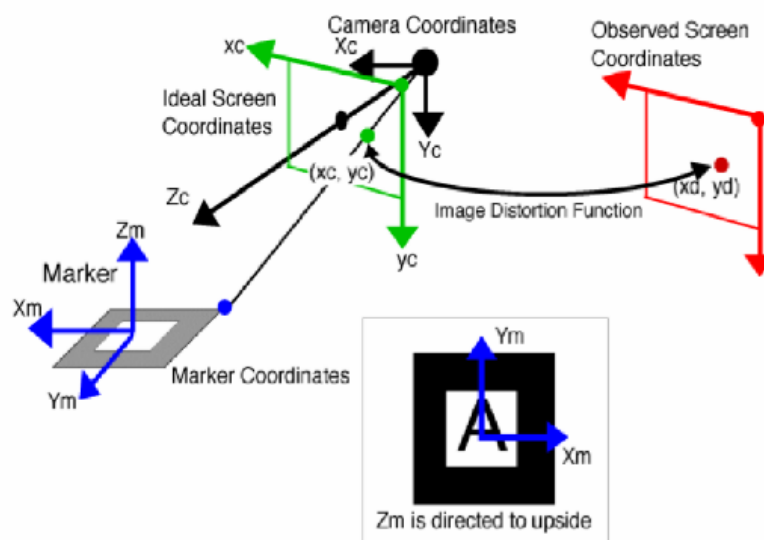 Camera Coordinates
xc
Xc
Observed Screen
Coordinates
Ideal Screen
Coordinates
Yc
(xc, yc)
(xd, yd)
Zc
Image Distortion Function
Zm
yc
Marker
Xm
Marker Coordinates
Ym
Ym
A
Xm
Zm is directed to upside